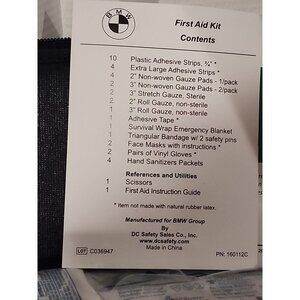 BMW
First Aid Kit
Contents
10 Plastic Adhesive Strips, ¾" *
4 Extra Large Adhesive Strips *
4 2" Non-woven Gauze Pads - 1/pack
2 3" Non-woven Gauze Pads - 2/pack
2 3" Stretch Gauze, Sterile
2 2" Roll Gauze, non-sterile
1 3" Roll Gauze, non-sterile
1 Adhesive Tape *
1 Survival Wrap Emergency Blanket
1 Triangular Bandage w/ 2 safety pins
2 Face Masks with instructions *
2 Pairs of Vinyl Gloves *
4 Hand Sanitizers Packets
References and Utilities
1 Scissors
1 First Aid Instruction Guide
* Item not made with natural rubber latex.
Manufactured for BMW Group
By
DC Safety Sales Co., Inc.
www.dcsafety.com
Made in China
LOT C036947
PN: 160112C